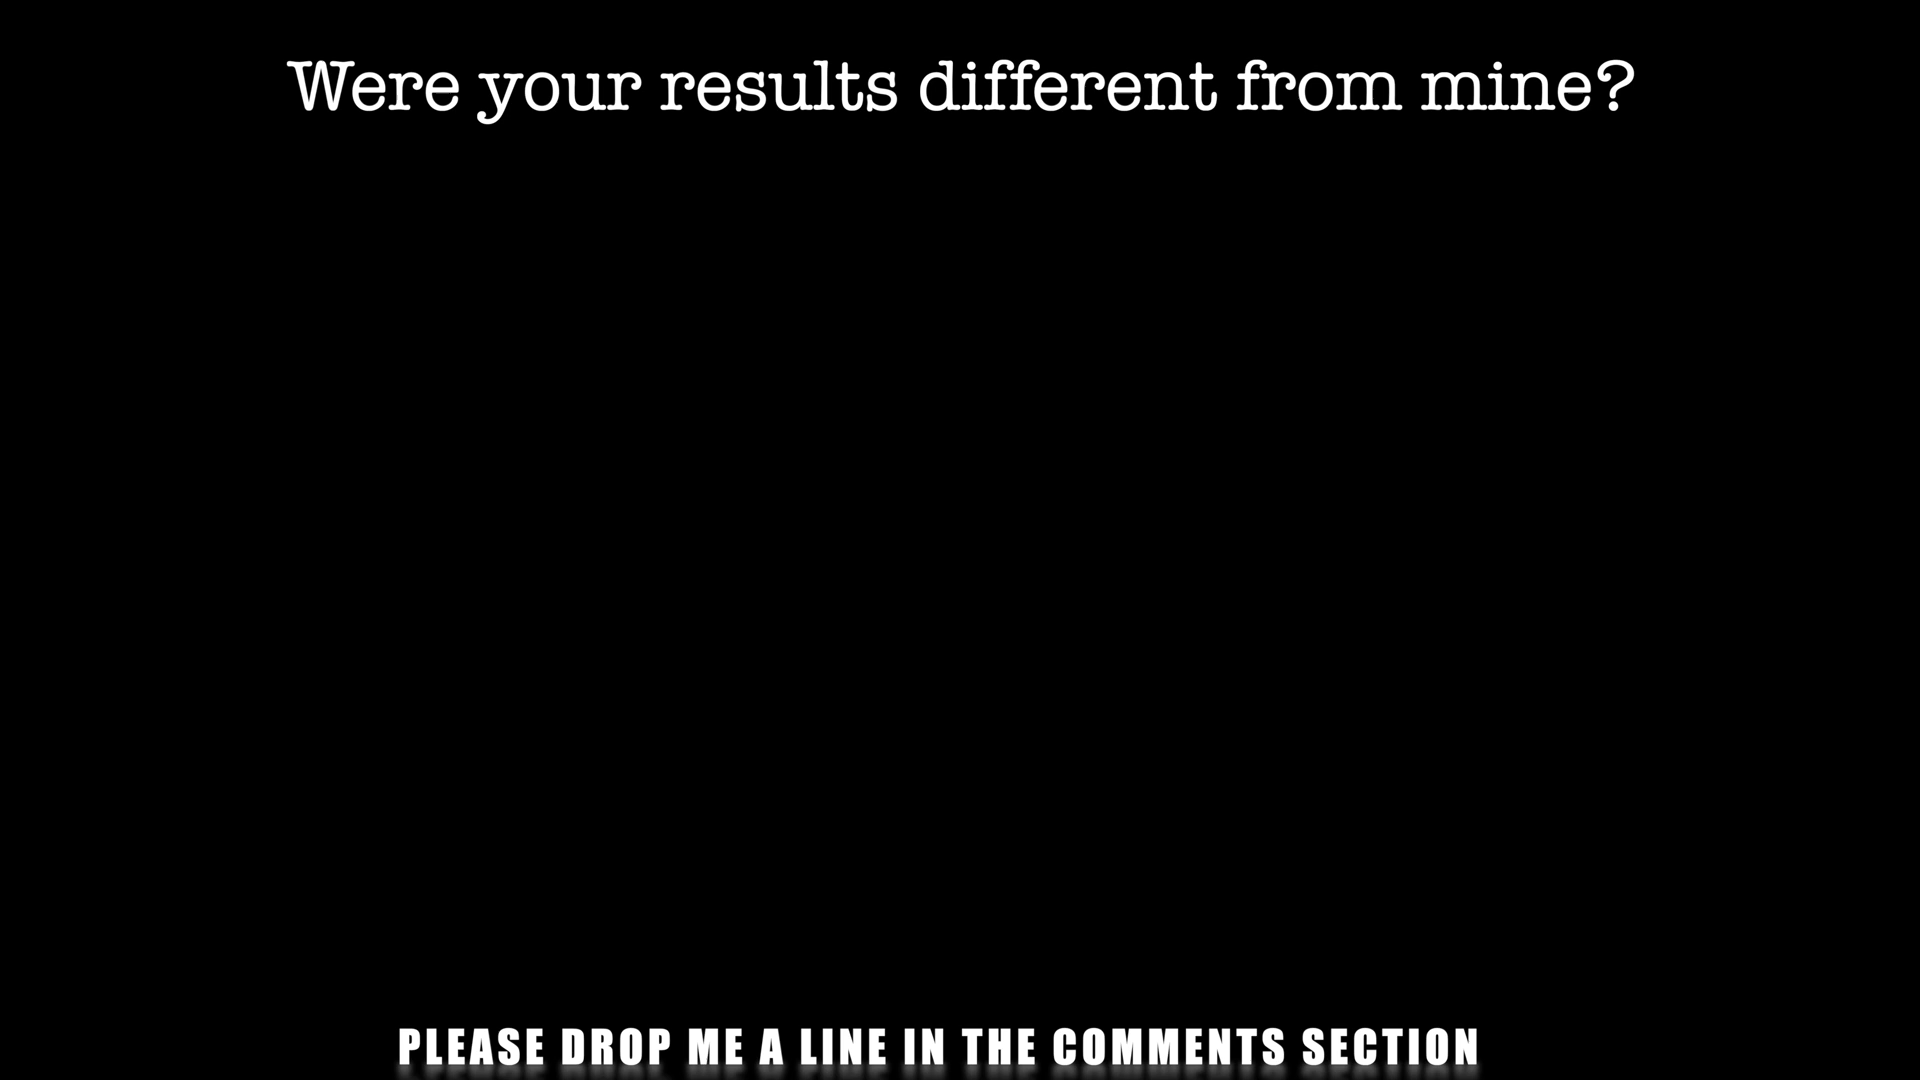 Were your results different from mine?
PLEASE DROP ME A LINE IN THE COMMENTS SECTION